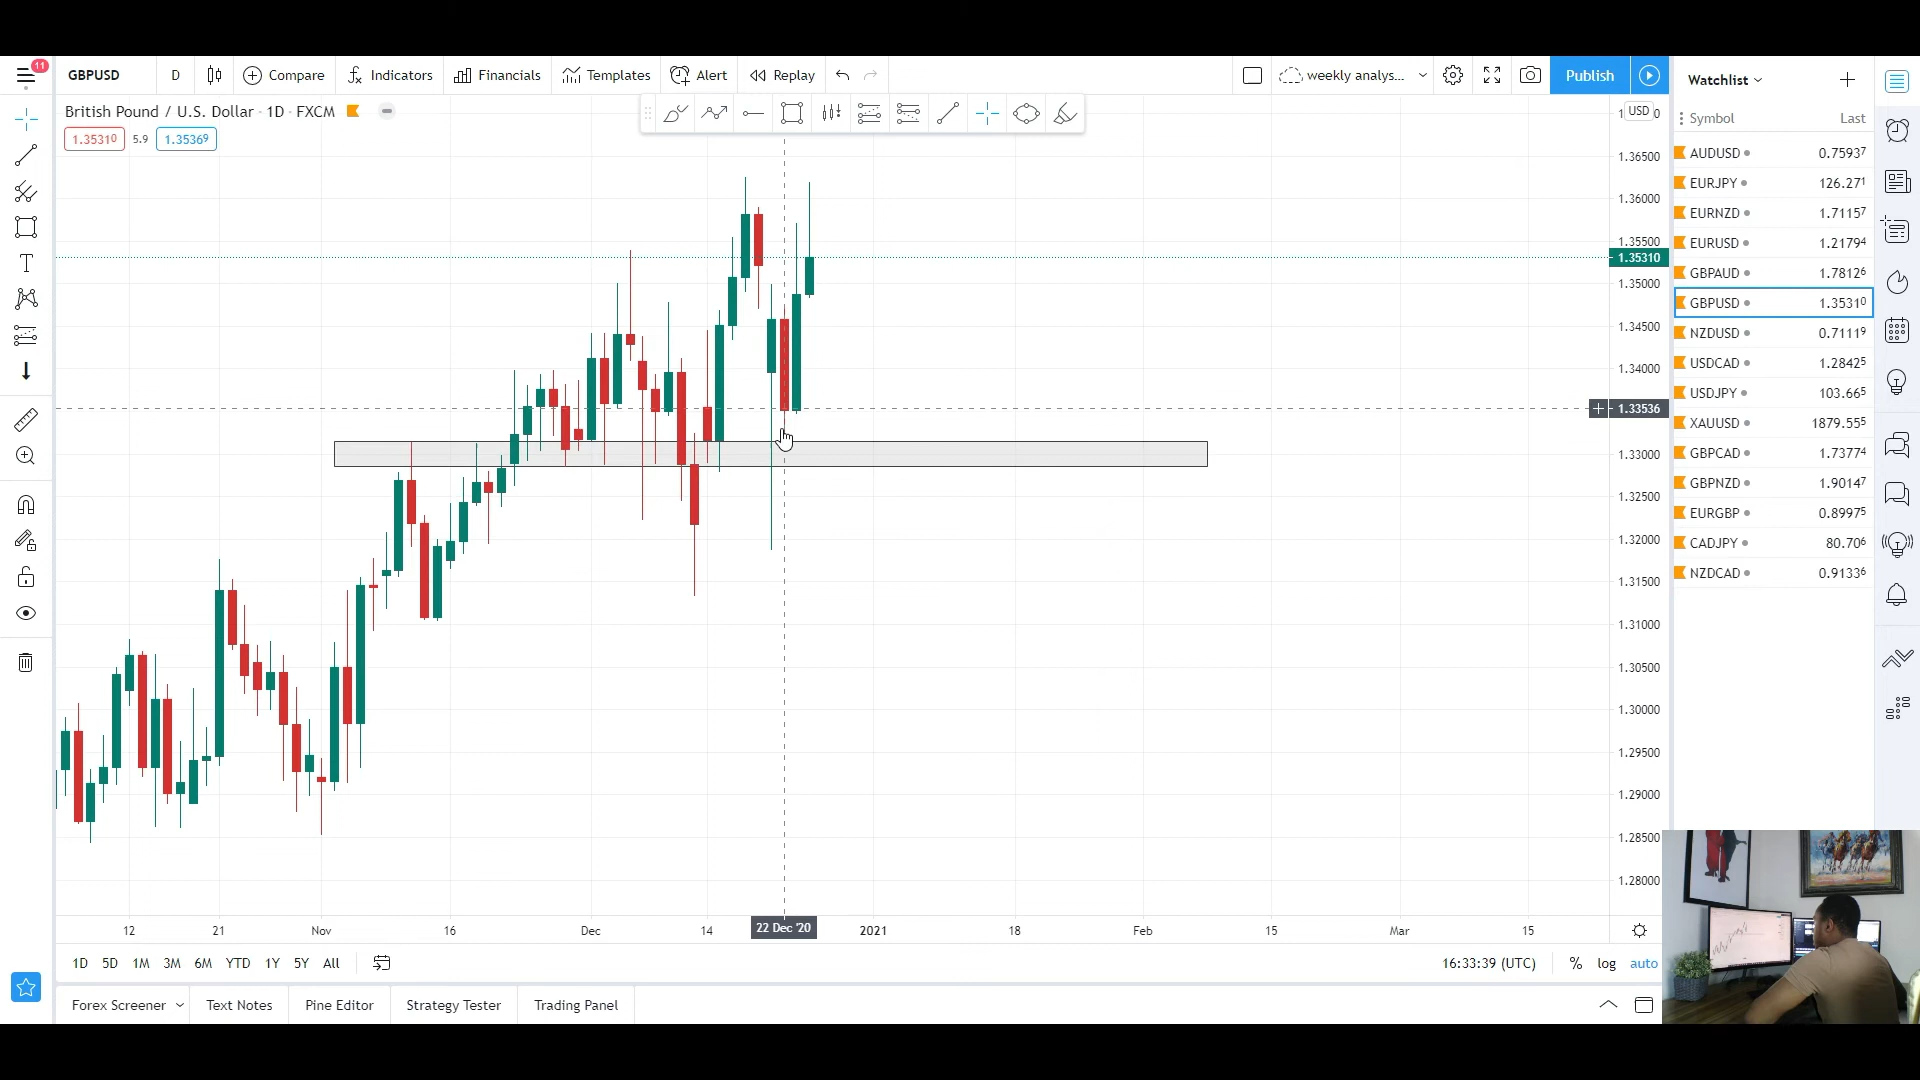 11
GBPUSD D Compare Indicators Financials Templates Alert Replay weekly analys... Publish
British Pound / U.S. Dollar · 1D · FXCM
1.35310 5.9 1.35369
USD
1.36500
1.36000
1.35500
1.35310
1.35000
1.34500
1.34000
1.33536
1.33000
1.32500
1.32000
1.31500
1.31000
1.30500
1.30000
1.29500
1.29000
1.28500
1.28000
12 21 Nov 16 Dec 14 22 Dec '20 2021 18 Feb 15 Mar 15
1D 5D 1M 3M 6M YTD 1Y 5Y All 16:33:39 (UTC) % log auto
Forex Screener Text Notes Pine Editor Strategy Tester Trading Panel
Watchlist
Symbol Last
AUDUSD 0.75937
EURJPY 126.271
EURNZD 1.71157
EURUSD 1.21794
GBPAUD 1.78126
GBPUSD 1.35310
NZDUSD 0.71119
USDCAD 1.28425
USDJPY 103.665
XAUUSD 1879.555
GBPCAD 1.73774
GBPNZD 1.90147
EURGBP 0.89975
CADJPY 80.706
NZDCAD 0.91336